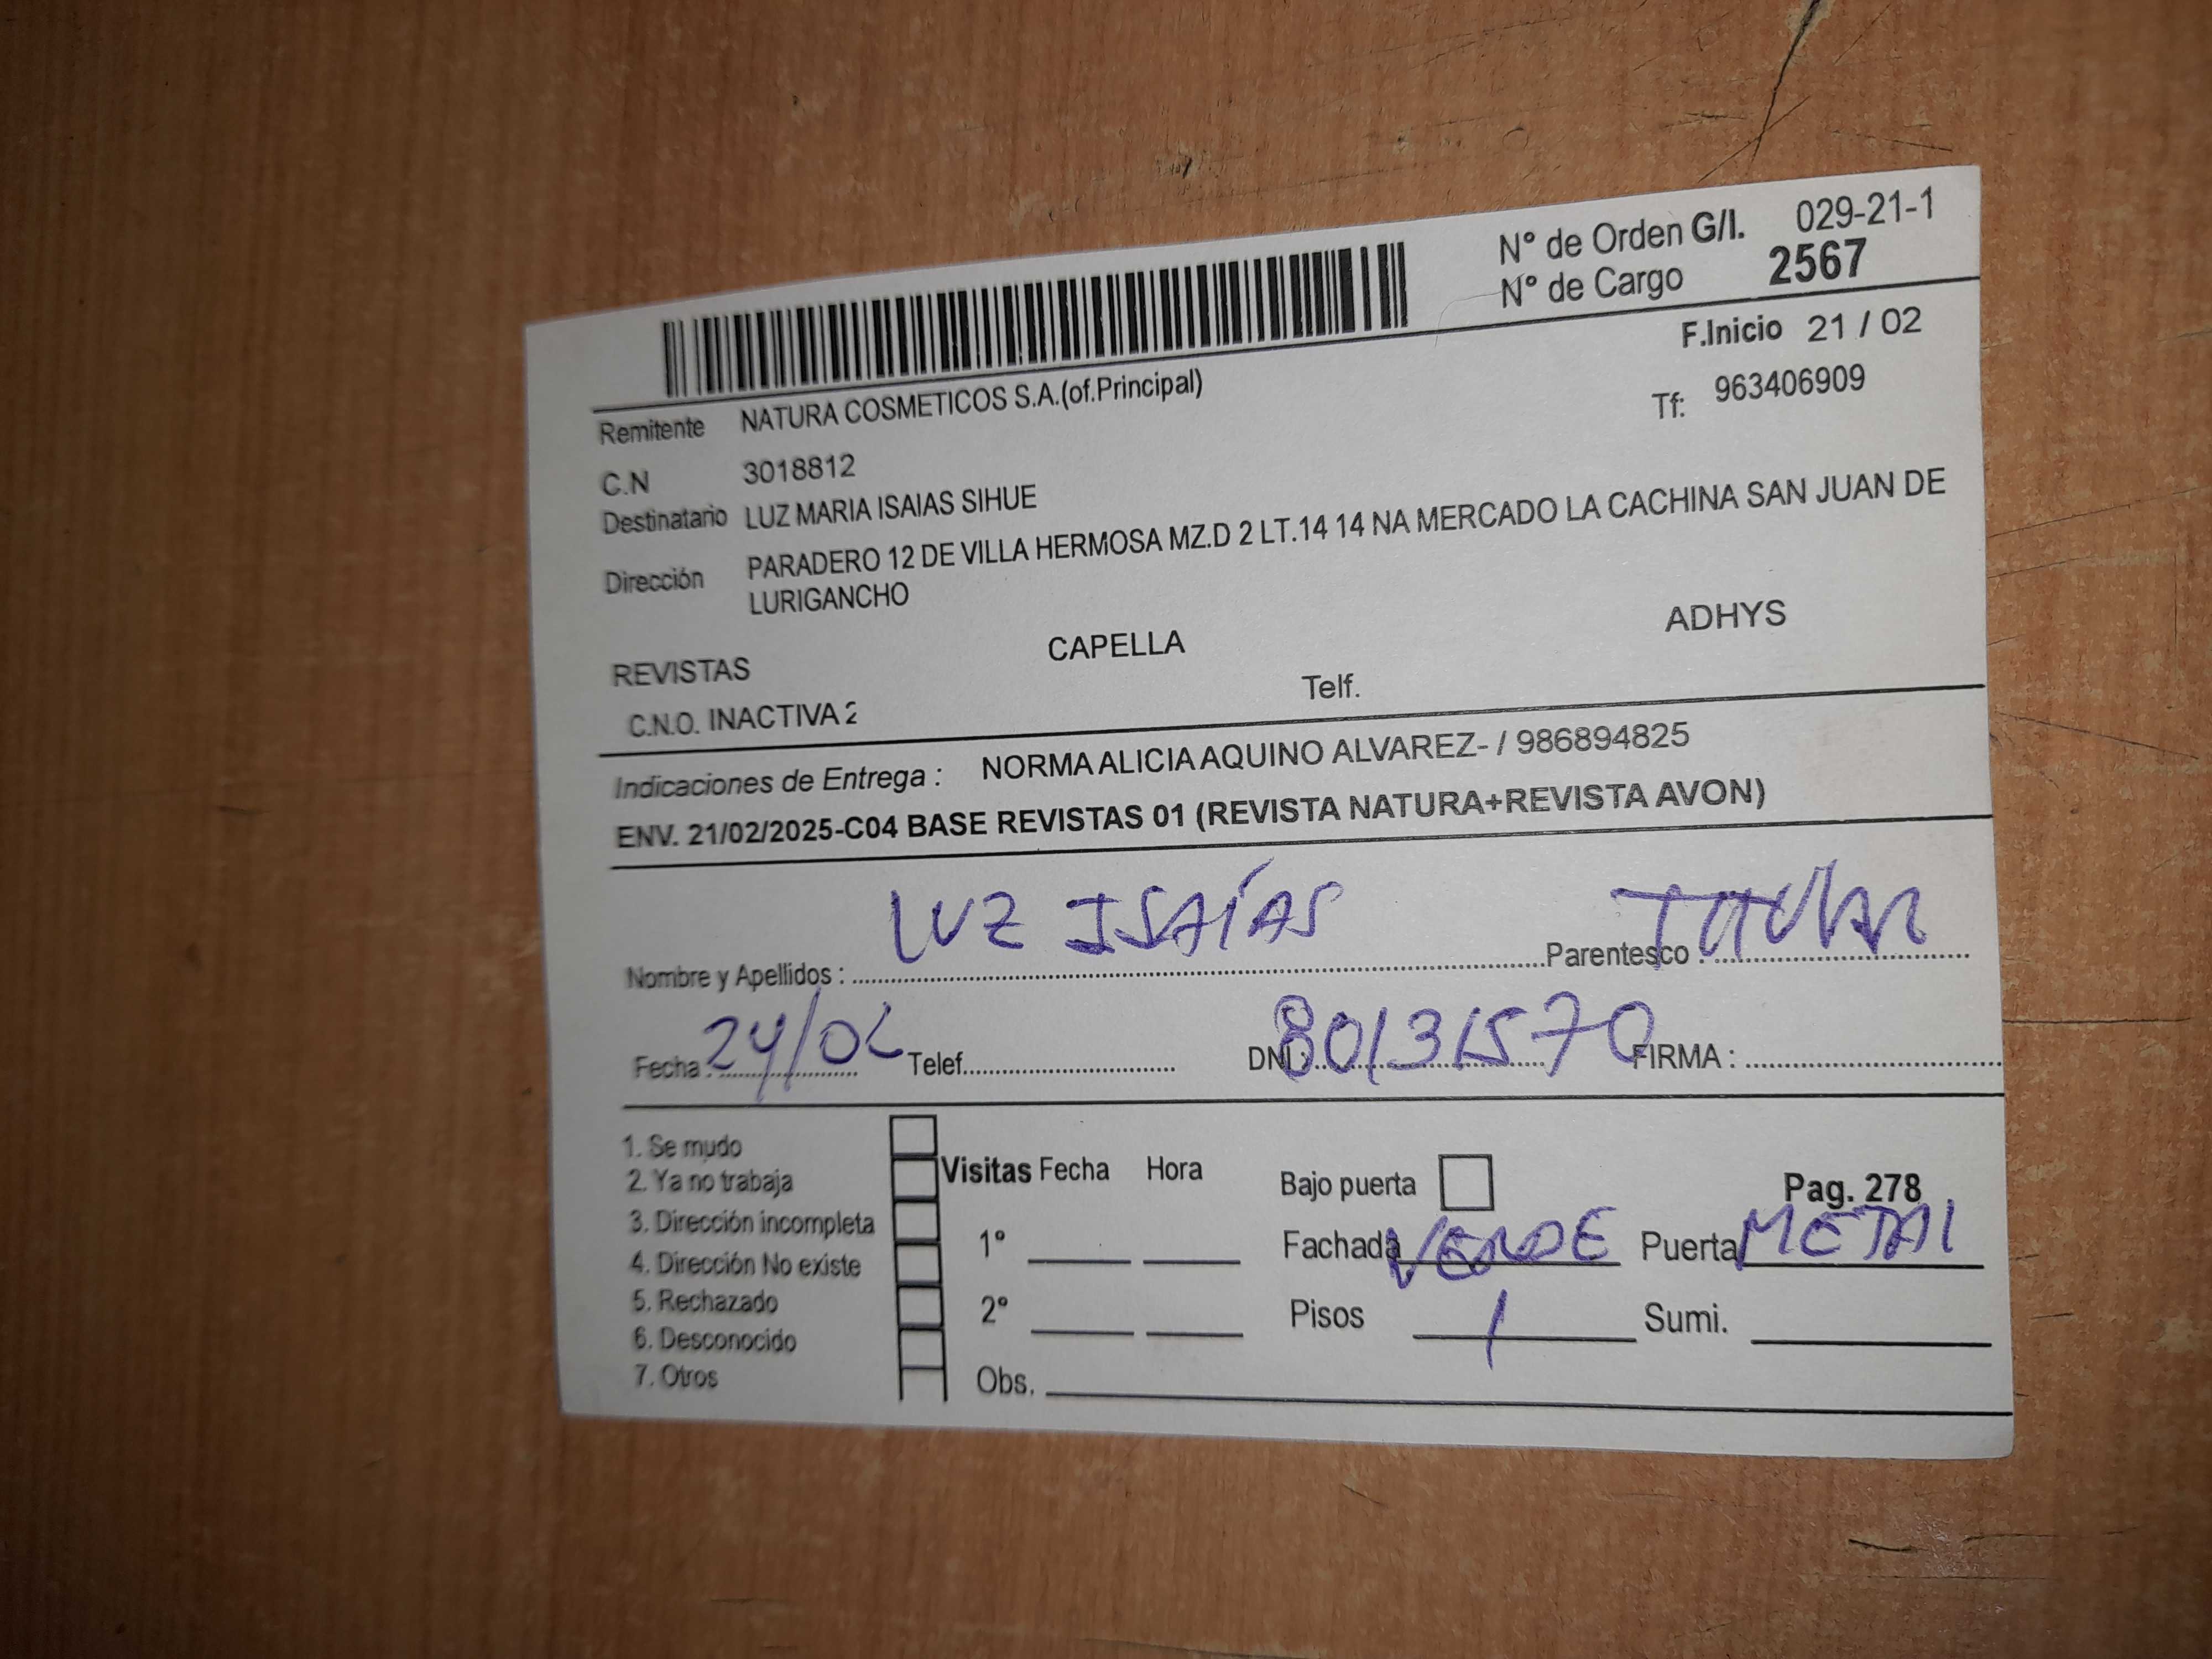 N° de Orden G/I. 029-21-1
N° de Cargo 2567
F.Inicio 21 / 02
Remitente NATURA COSMETICOS S.A.(of.Principal)
Tf: 963406909
C.N 3018812
Destinatario LUZ MARIA ISAIAS SIHUE
Dirección PARADERO 12 DE VILLA HERMOSA MZ.D 2 LT.14 14 NA MERCADO LA CACHINA SAN JUAN DE
LURIGANCHO
REVISTAS CAPELLA ADHYS
C.N.O. INACTIVA 2 Telf.
Indicaciones de Entrega : NORMA ALICIA AQUINO ALVAREZ- / 986894825
ENV. 21/02/2025-C04 BASE REVISTAS 01 (REVISTA NATURA+REVISTA AVON)
Nombre y Apellidos : LUZ ISAÍAS Parentesco :
Fecha : 24/02 Telef. DNI : 80131570 FIRMA :
1. Se mudo
2. Ya no trabaja
3. Dirección incompleta
4. Dirección No existe
5. Rechazado
6. Desconocido
7. Otros
Visitas Fecha Hora
1°
2°
Obs.
Bajo puerta
Pag. 278
Fachada VERDE Puerta METAL
Pisos 1 Sumi.